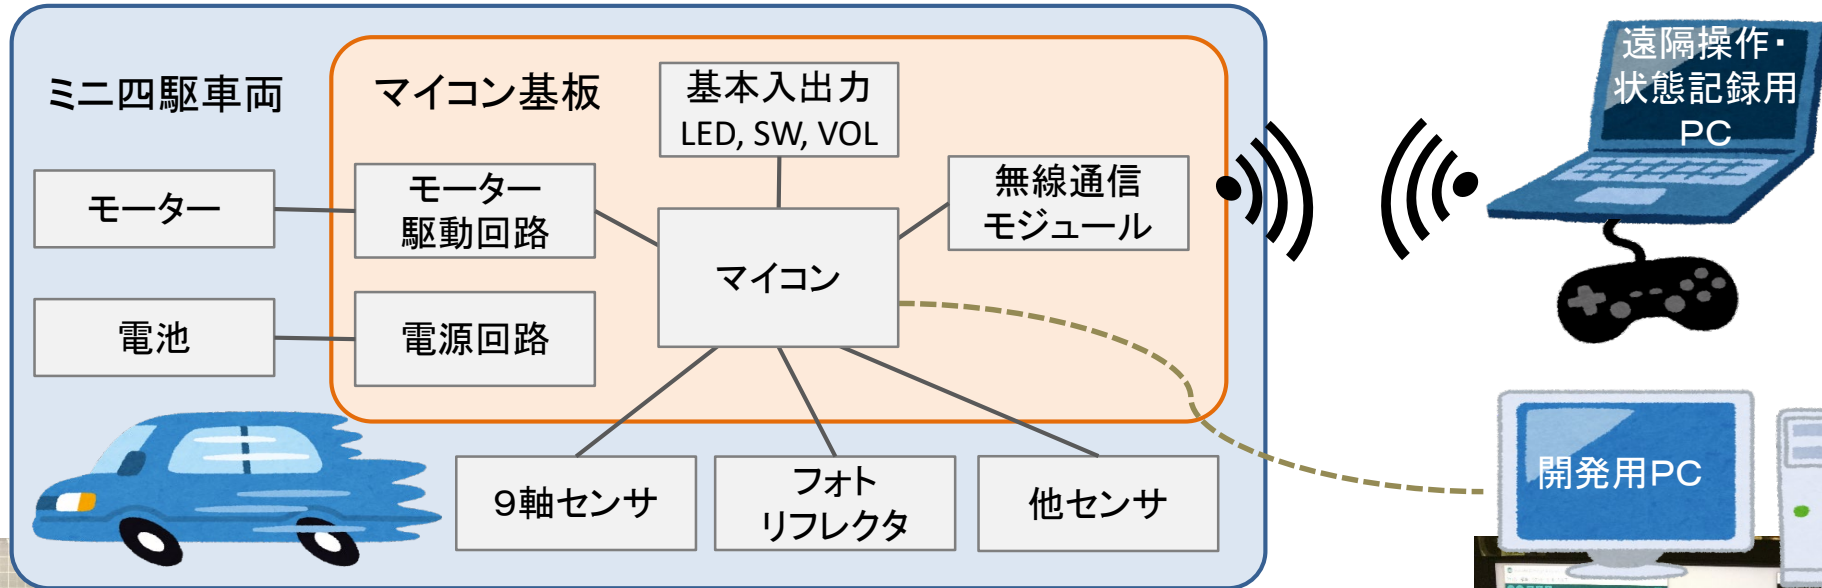 ミニ四駆車両
マイコン基板
基本入出力
LED, SW, VOL
モーター
モーター
駆動回路
無線通信
モジュール
マイコン
電池
電源回路
９軸センサ
フォト
リフレクタ
他センサ
遠隔操作・
状態記録用
ＰＣ
開発用ＰＣ